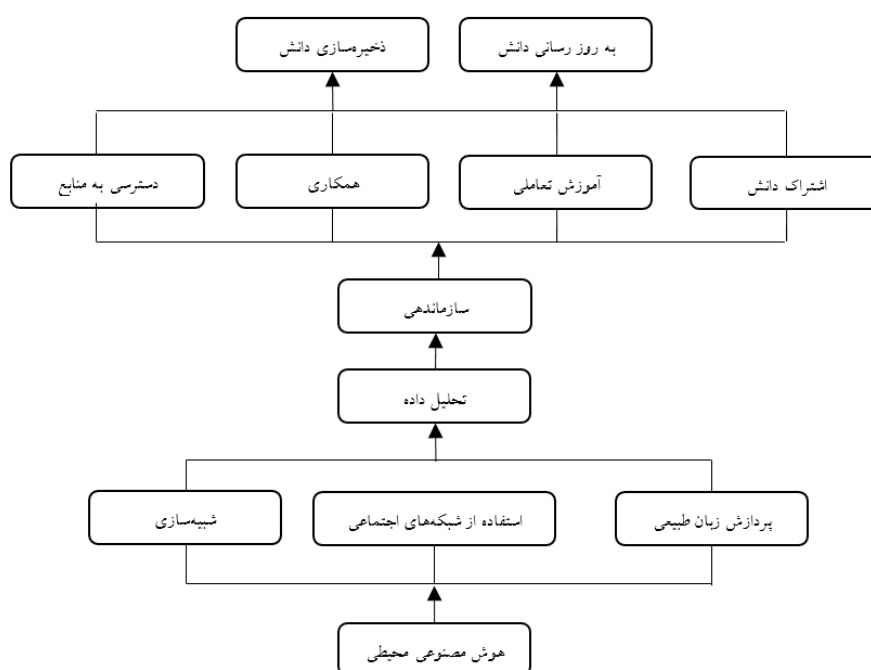 به روز رسانی دانش
ذخیره‌سازی دانش
اشتراک دانش
آموزش تعاملی
همکاری
دسترسی به منابع
سازماندهی
تحلیل داده
پردازش زبان طبیعی
استفاده از شبکه‌های اجتماعی
شبیه‌سازی
هوش مصنوعی محیطی